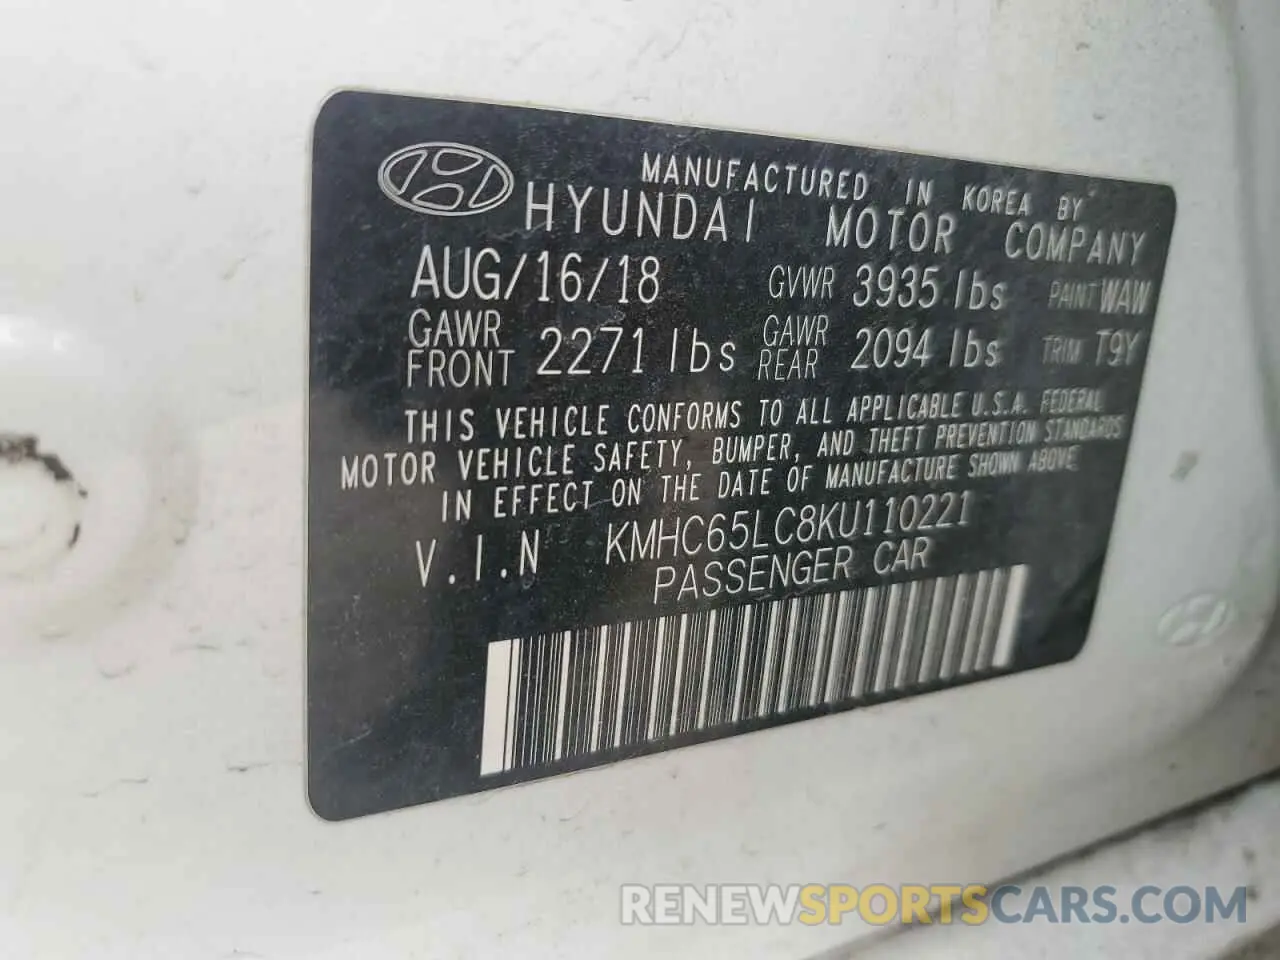 MANUFACTURED IN KOREA BY
HYUNDAI MOTOR COMPANY
AUG/16/18 GVWR 3935 lbs PAINT WAW
GAWR FRONT 2271 lbs GAWR REAR 2094 lbs TRIM T9Y
THIS VEHICLE CONFORMS TO ALL APPLICABLE U.S.A. FEDERAL
MOTOR VEHICLE SAFETY, BUMPER, AND THEFT PREVENTION STANDARDS
IN EFFECT ON THE DATE OF MANUFACTURE SHOWN ABOVE
V.I.N KMHC65LC8KU110221
PASSENGER CAR
RENEWSPORTSCARS.COM